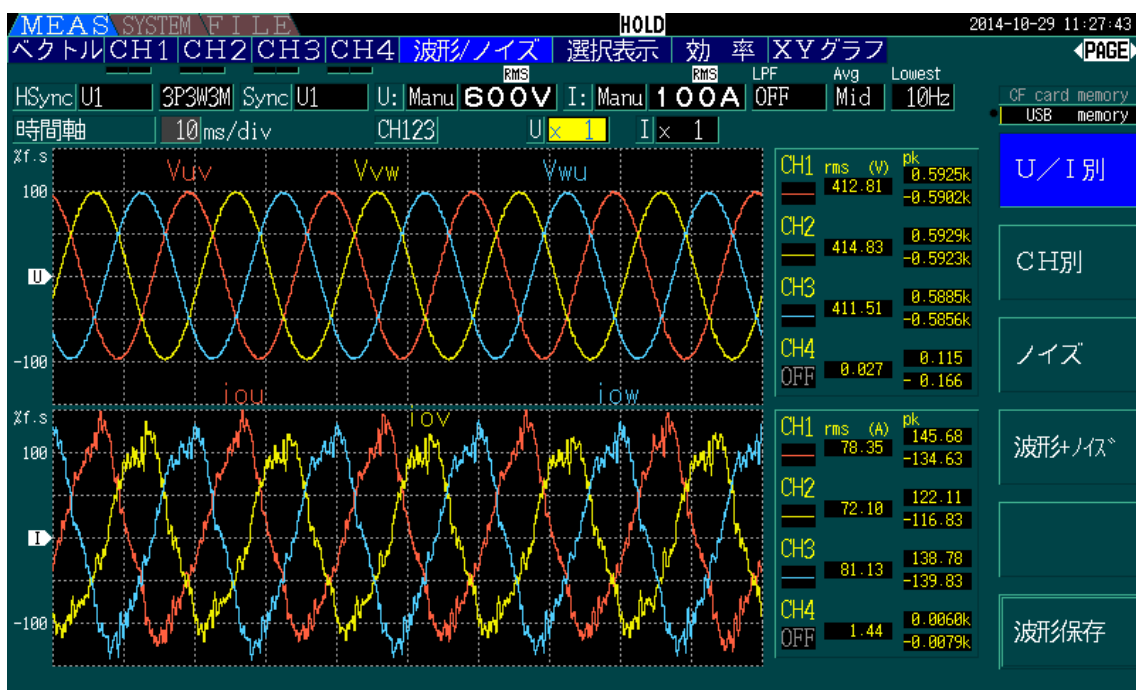 MEAS SYSTEM FILE HOLD 2014-10-29 11:27:43
ベクトル CH1 CH2 CH3 CH4 波形/ノイズ 選択表示 効 率 XYグラフ PAGE
RMS RMS LPF Avg Lowest
HSync U1 3P3W3M Sync U1 U: Manu 600V I: Manu 100A OFF Mid 10Hz
CF card memory
USB memory
時間軸 10 ms/div CH123 U × 1 I × 1
%f.s
Vuv Vvw Vwu
100
U
-100
CH1 rms (V) pk
412.81 0.5925k
-0.5902k
CH2
414.83 0.5929k
-0.5923k
CH3
411.51 0.5885k
-0.5856k
CH4
OFF 0.027 0.115
- 0.166
iou iov iow
%f.s
100
I
-100
CH1 rms (A) pk
78.35 145.68
-134.63
CH2
72.10 122.11
-116.83
CH3
81.13 138.78
-139.83
CH4
OFF 1.44 0.0060k
-0.0079k
U/I別
CH別
ノイズ
波形+ノイズ
波形保存